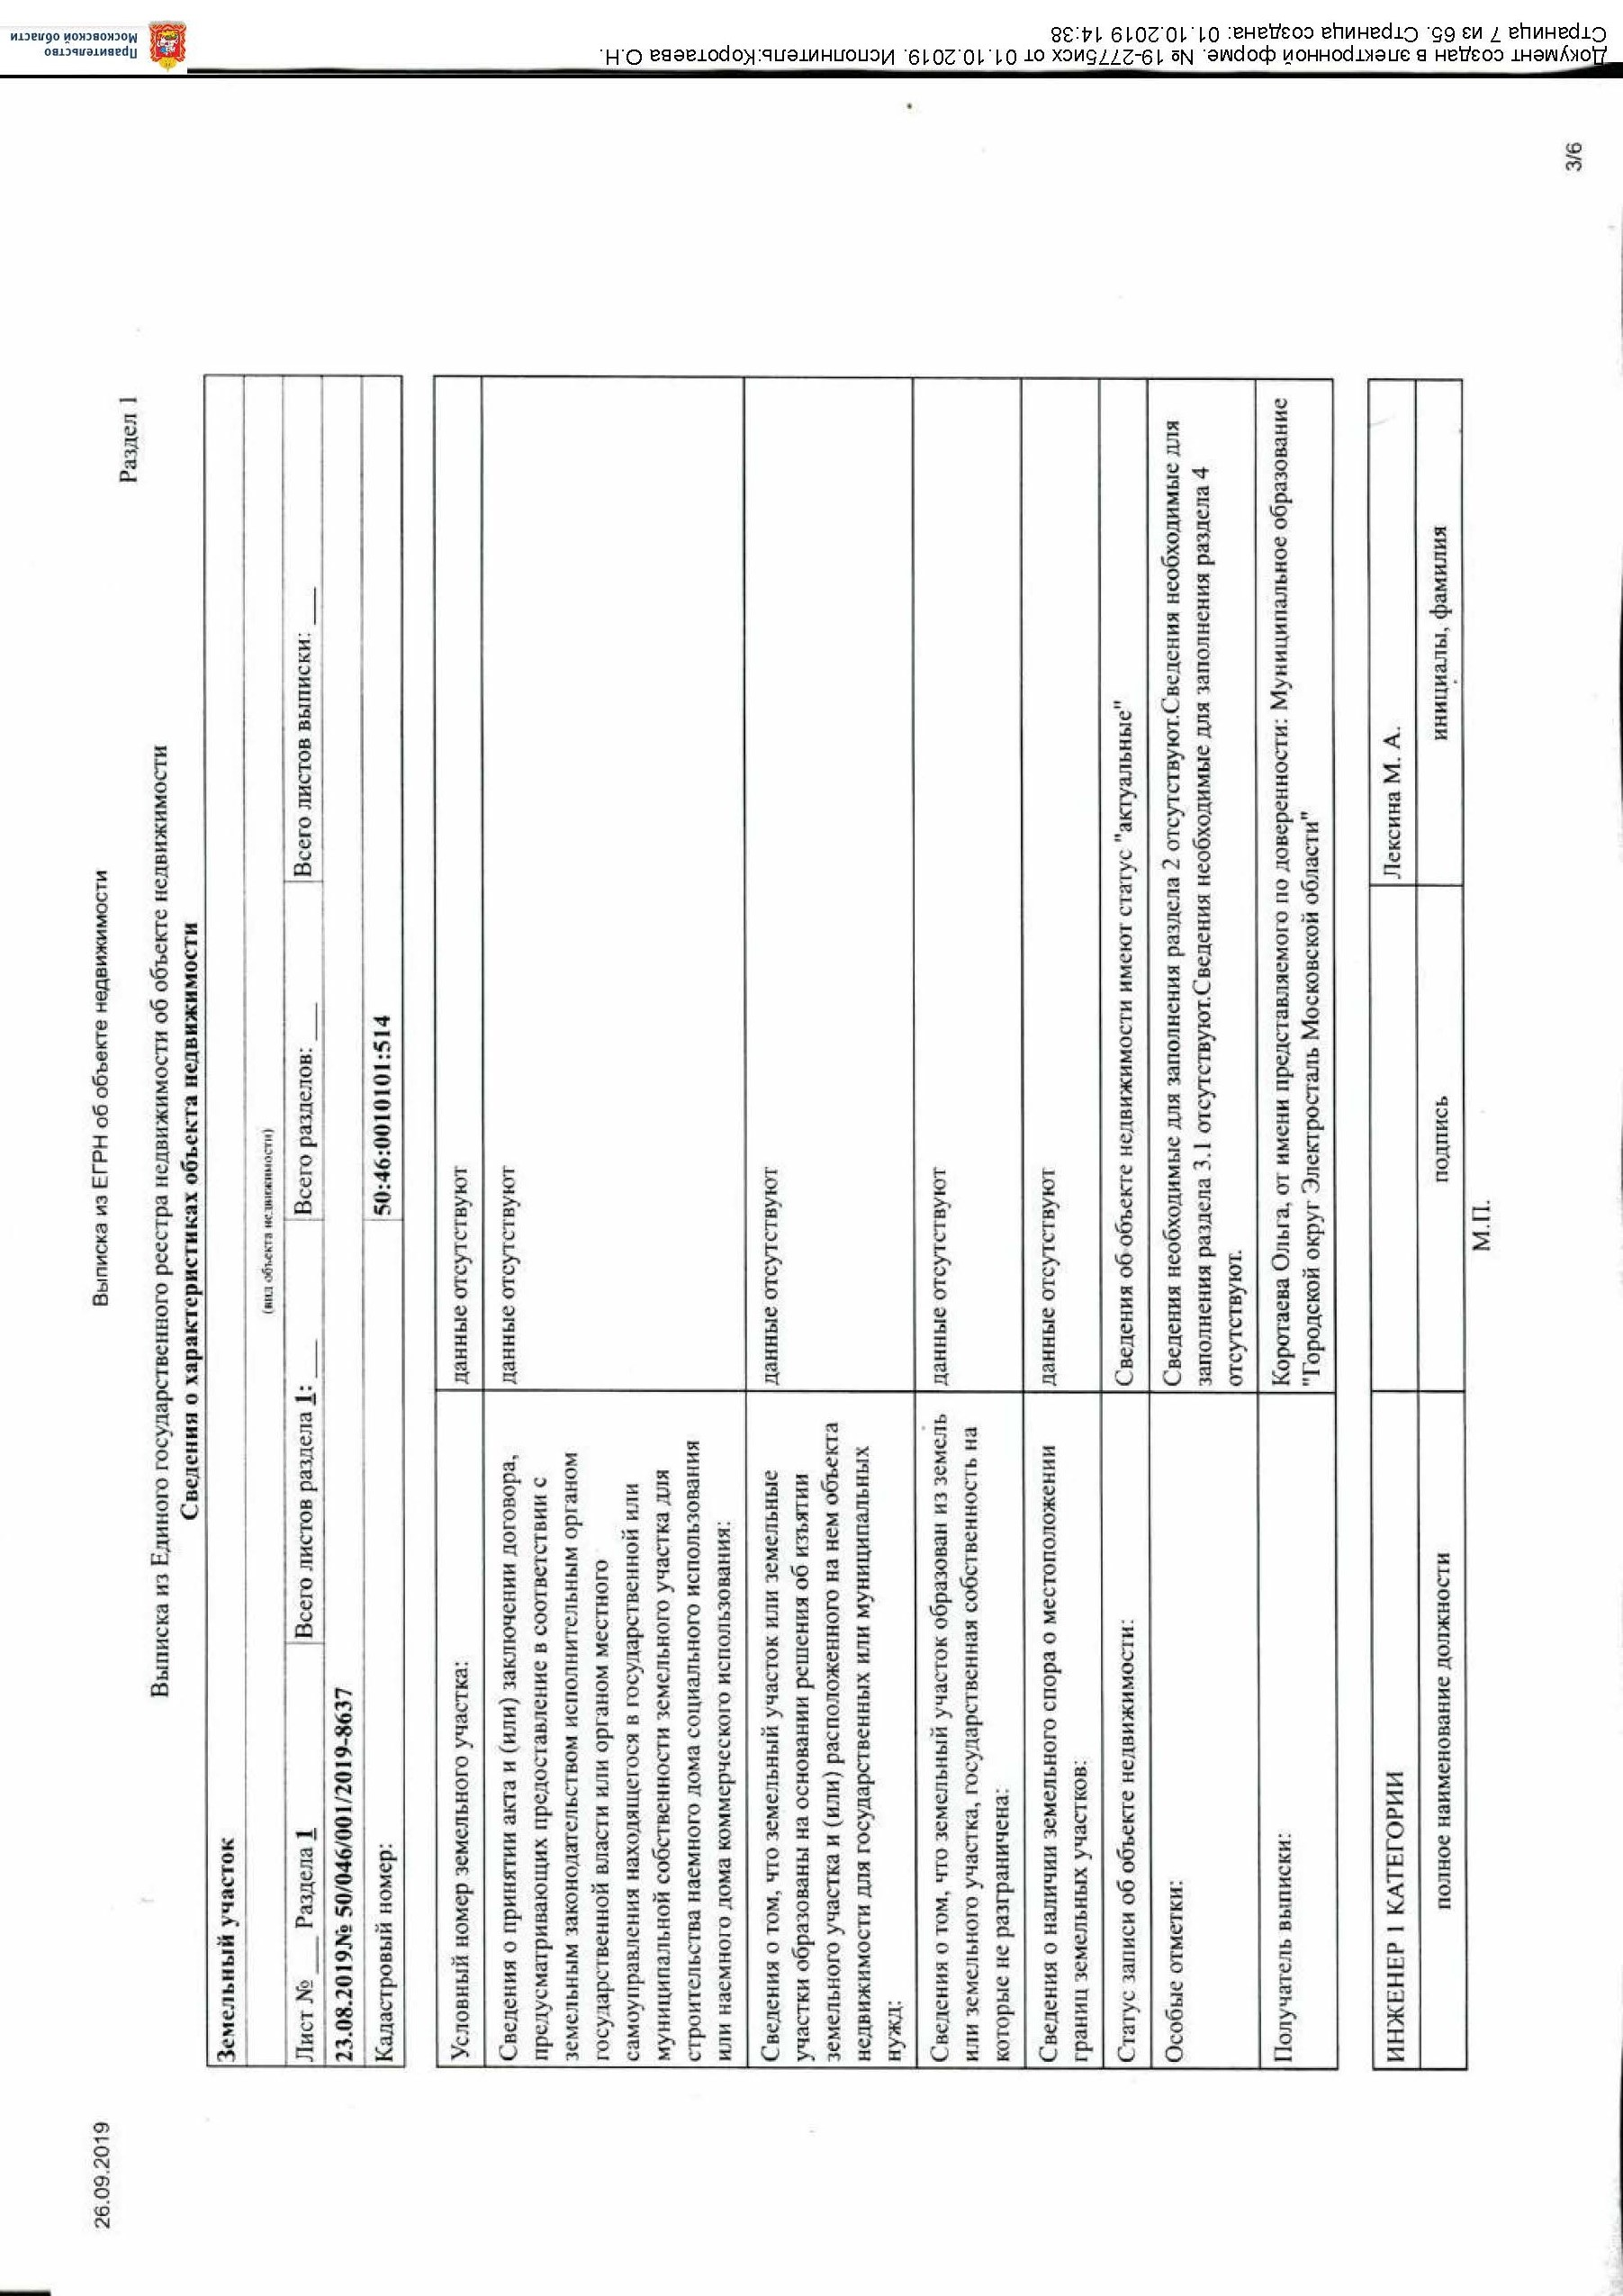 26.09.2019
Выписка из ЕГРН об объекте недвижимости
Раздел 1
Выписка из Единого государственного реестра недвижимости об объекте недвижимости
Сведения о характеристиках объекта недвижимости
Земельный участок
(вид объекта недвижимости)
Лист № ___ Раздела 1 Всего листов раздела 1: ___ Всего разделов: ___ Всего листов выписки: ___
23.08.2019№ 50/046/001/2019-8637
Кадастровый номер: 50:46:0010101:514
Условный номер земельного участка: данные отсутствуют
Сведения о принятии акта и (или) заключении договора, данные отсутствуют
предусматривающих предоставление в соответствии с
земельным законодательством исполнительным органом
государственной власти или органом местного
самоуправления находящегося в государственной или
муниципальной собственности земельного участка для
строительства наемного дома социального использования
или наемного дома коммерческого использования:
Сведения о том, что земельный участок или земельные данные отсутствуют
участки образованы на основании решения об изъятии
земельного участка и (или) расположенного на нем объекта
недвижимости для государственных или муниципальных
нужд:
Сведения о том, что земельный участок образован из земель данные отсутствуют
или земельного участка, государственная собственность на
которые не разграничена:
Сведения о наличии земельного спора о местоположении данные отсутствуют
границ земельных участков:
Статус записи об объекте недвижимости: Сведения об объекте недвижимости имеют статус "актуальные"
Особые отметки: Сведения необходимые для заполнения раздела 2 отсутствуют.Сведения необходимые для
заполнения раздела 3.1 отсутствуют.Сведения необходимые для заполнения раздела 4
отсутствуют.
Получатель выписки: Коротаева Ольга, от имени представляемого по доверенности: Муниципальное образование
"Городской округ Электросталь Московской области"
ИНЖЕНЕР 1 КАТЕГОРИИ Лексина М. А.
полное наименование должности подпись инициалы, фамилия
М.П.
3/6
Документ создан в электронной форме. № 19-2775исх от 01.10.2019. Исполнитель:Коротаева О.Н.
Страница 7 из 65. Страница создана: 01.10.2019 14:38
Правительство
Московской области